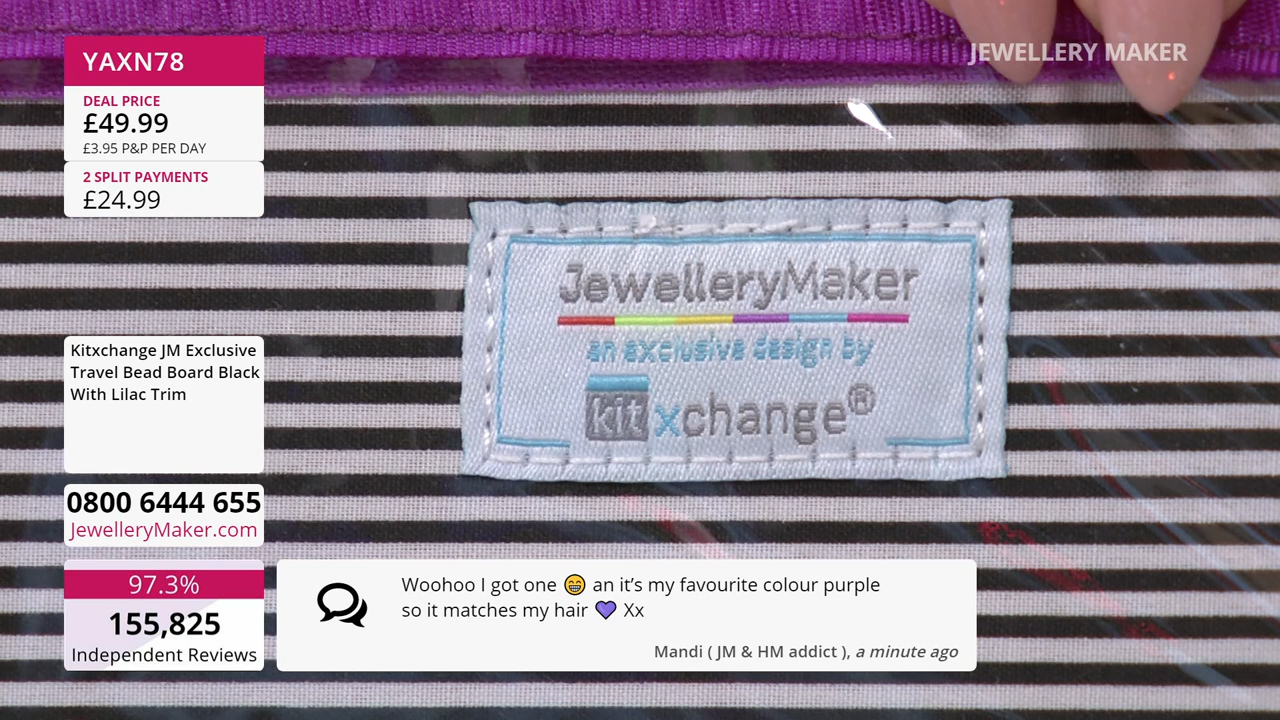 YAXN78
DEAL PRICE
£49.99
£3.95 P&P PER DAY
2 SPLIT PAYMENTS
£24.99
Kitxchange JM Exclusive
Travel Bead Board Black
With Lilac Trim
0800 6444 655
JewelleryMaker.com
97.3%
155,825
Independent Reviews
JEWELLERY MAKER
JewelleryMaker
an exclusive design by
kit xchange®
Woohoo I got one 😁 an it’s my favourite colour purple
so it matches my hair 💜 Xx
Mandi ( JM & HM addict ), a minute ago